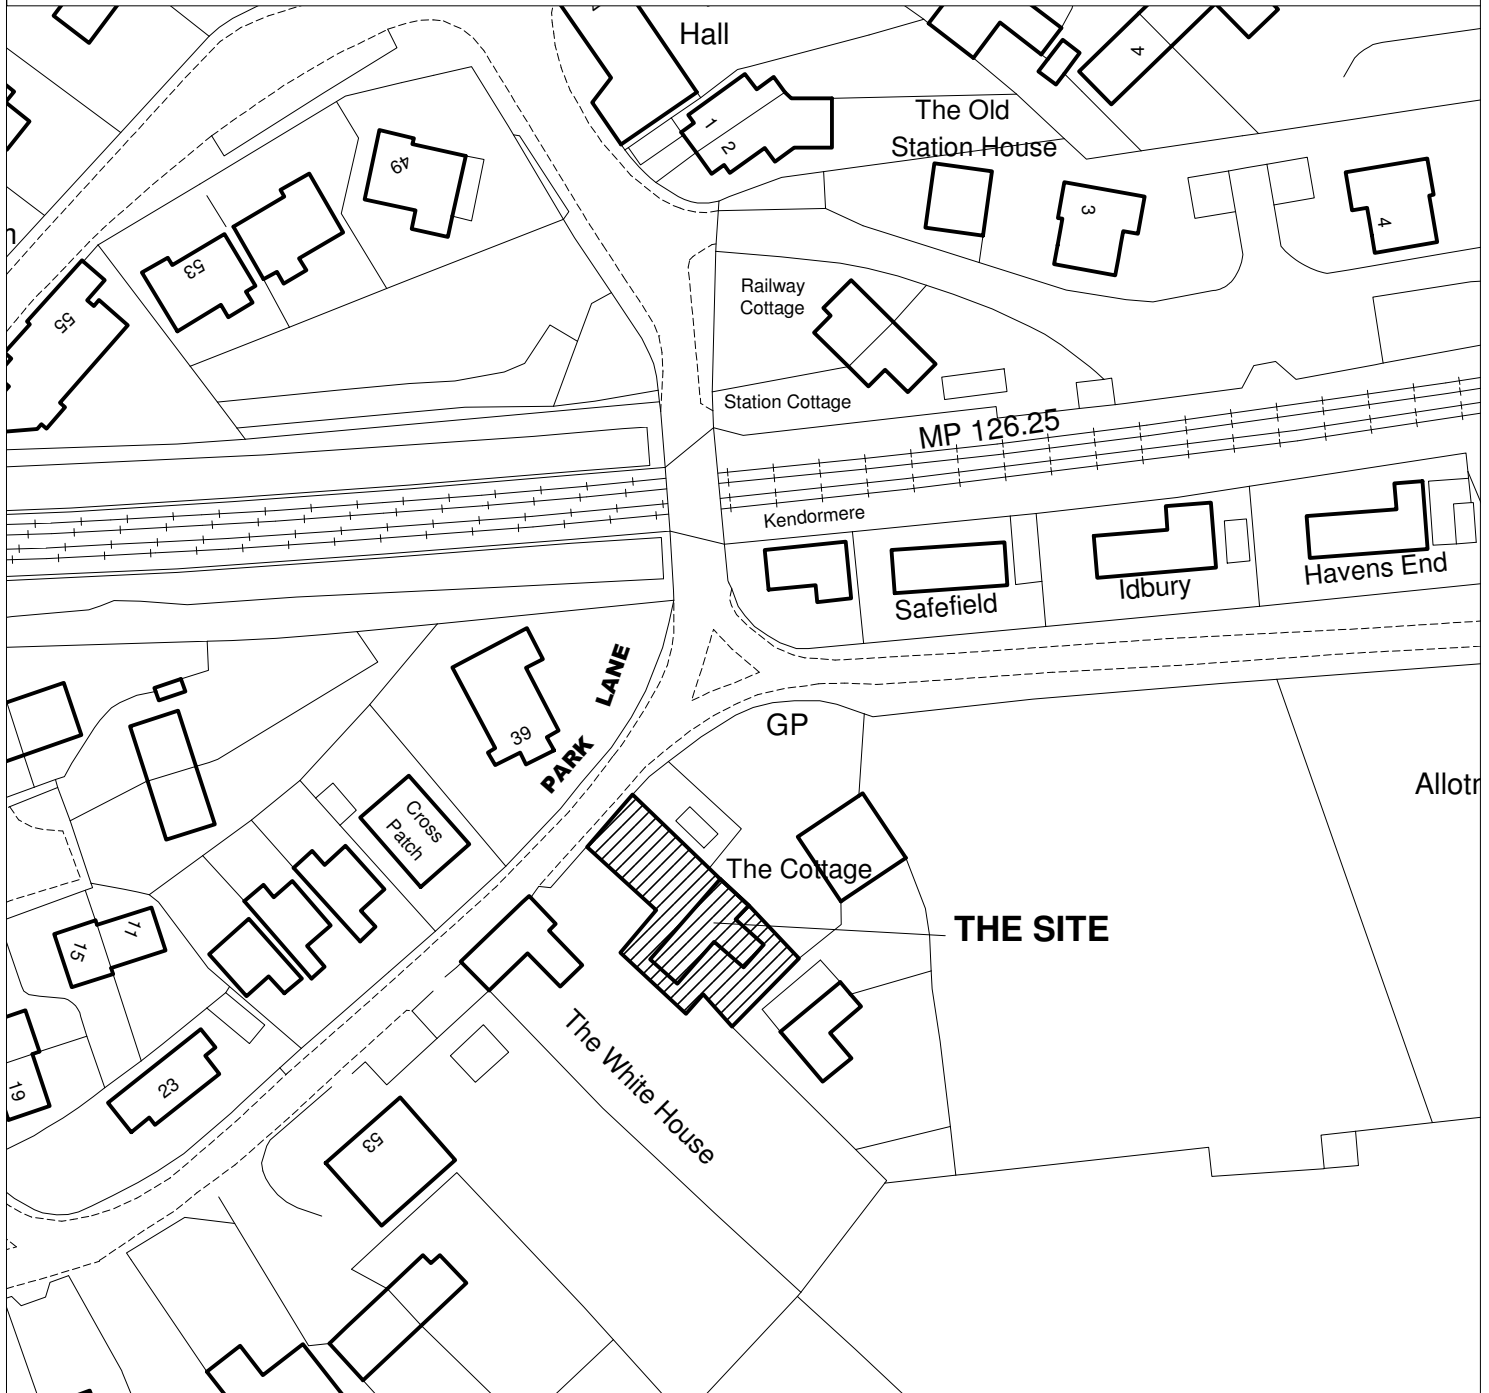 Hall
4
The Old
Station House
1
2
49
3
4
53
55
Railway
Cottage
Station Cottage
MP 126.25
Kendormere
Safefield
Idbury
Havens End
PARK LANE
39
GP
Cross
Patch
The Cottage
THE SITE
11
15
19
23
The White House
53